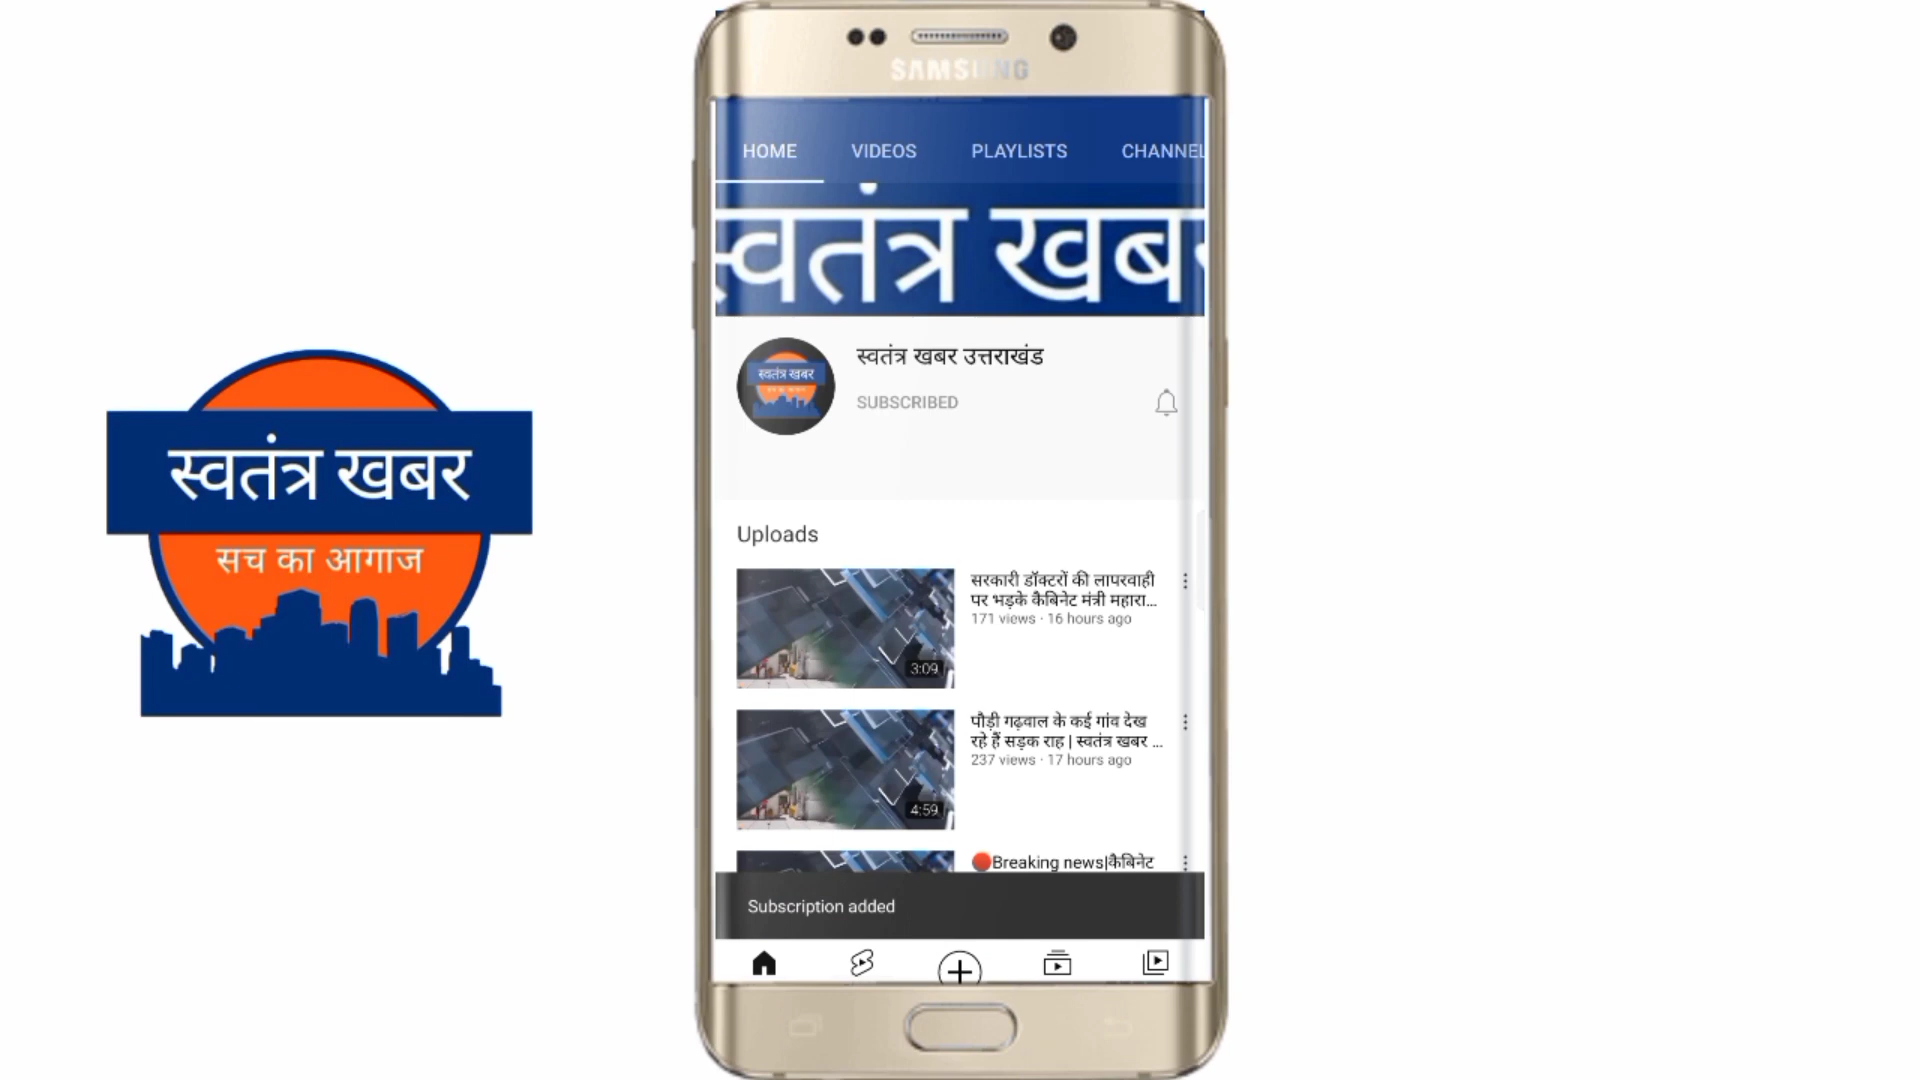 SAMSUNG
HOME VIDEOS PLAYLISTS CHANNEL
स्वतंत्र खबर
स्वतंत्र खबर उत्तराखंड
SUBSCRIBED
स्वतंत्र खबर
स्वतंत्र खबर
सच का आगाज
Uploads
सरकारी डॉक्टरों की लापरवाही
पर भड़के कैबिनेट मंत्री महारा...
171 views · 16 hours ago
3:09
पौड़ी गढ़वाल के कई गांव देख
रहे हैं सड़क राह | स्वतंत्र खबर ...
237 views · 17 hours ago
4:59
🔴Breaking news|कैबिनेट
Subscription added